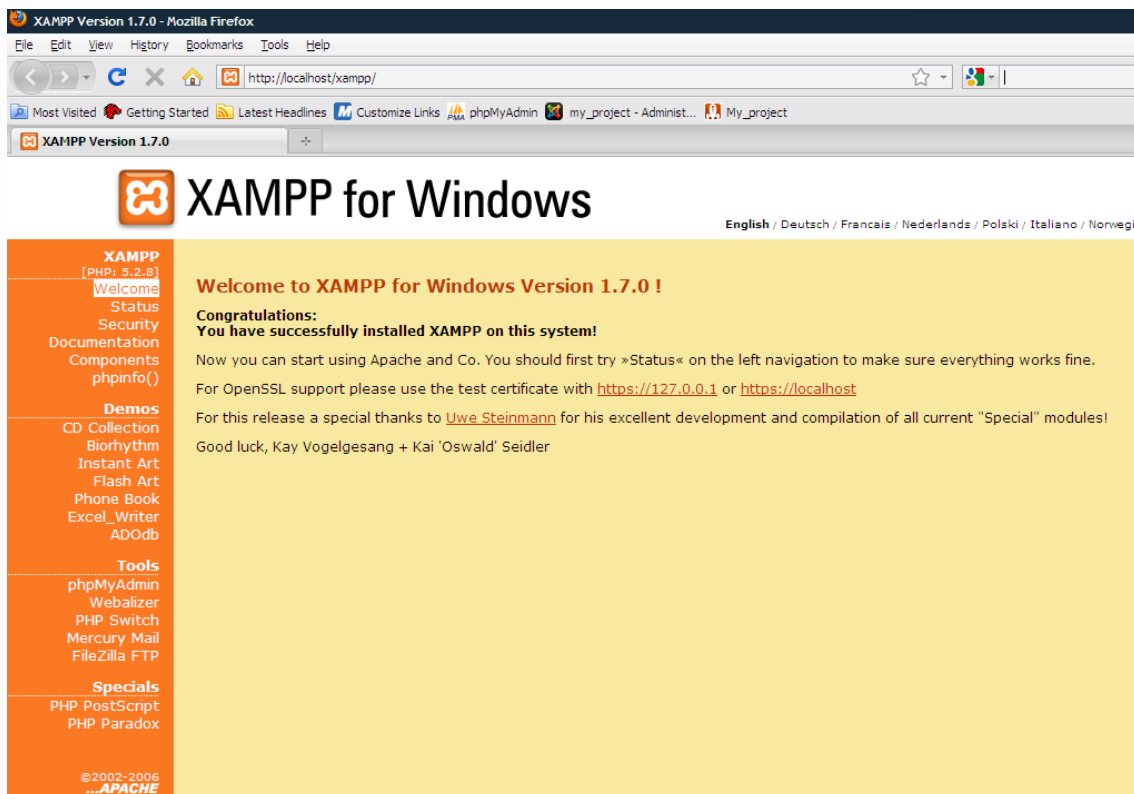 XAMPP Version 1.7.0 - Mozilla Firefox
File Edit View History Bookmarks Tools Help
http://localhost/xampp/
Most Visited Getting Started Latest Headlines Customize Links phpMyAdmin my_project - Administ... My_project
XAMPP Version 1.7.0
XAMPP for Windows
English / Deutsch / Francais / Nederlands / Polski / Italiano / Norwegi
XAMPP
[PHP: 5.2.8]
Welcome
Status
Security
Documentation
Components
phpinfo()
Demos
CD Collection
Biorhythm
Instant Art
Flash Art
Phone Book
Excel_Writer
ADOdb
Tools
phpMyAdmin
Webalizer
PHP Switch
Mercury Mail
FileZilla FTP
Specials
PHP PostScript
PHP Paradox
©2002-2006
...APACHE
Welcome to XAMPP for Windows Version 1.7.0 !
Congratulations:
You have successfully installed XAMPP on this system!
Now you can start using Apache and Co. You should first try »Status« on the left navigation to make sure everything works fine.
For OpenSSL support please use the test certificate with https://127.0.0.1 or https://localhost
For this release a special thanks to Uwe Steinmann for his excellent development and compilation of all current "Special" modules!
Good luck, Kay Vogelgesang + Kai 'Oswald' Seidler